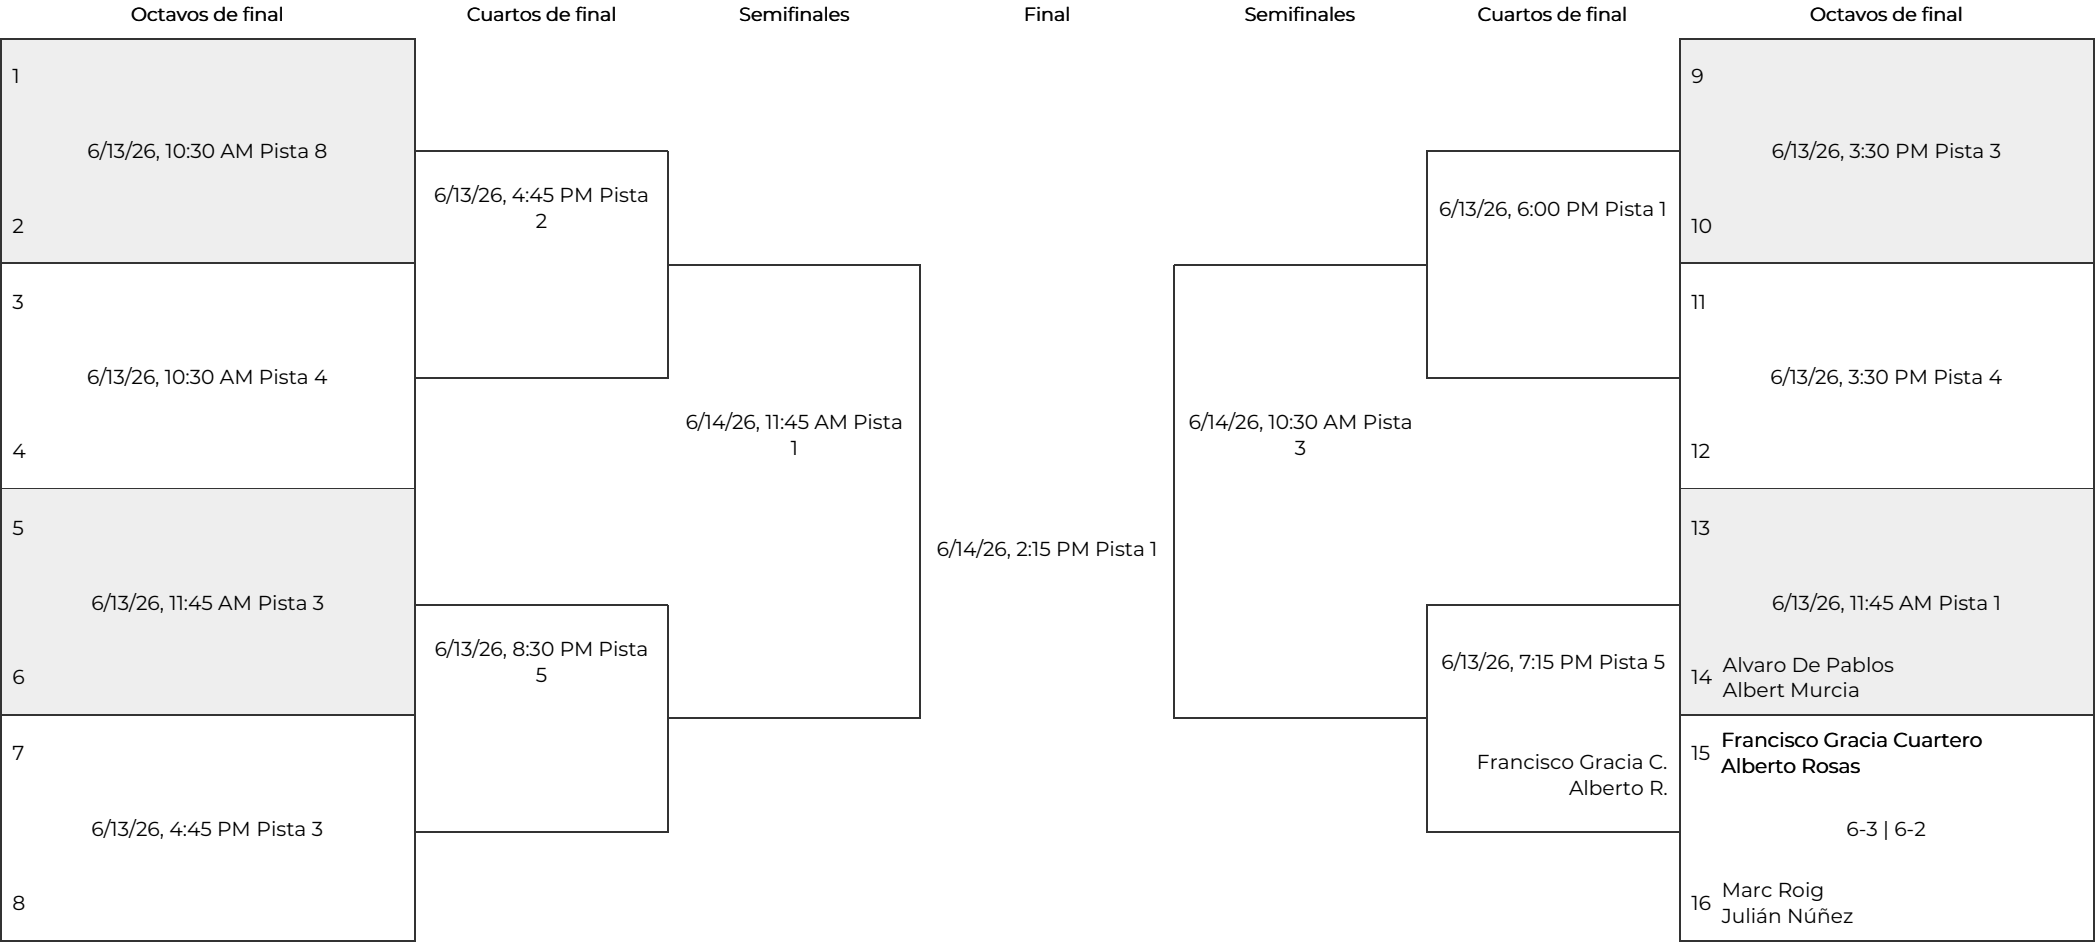 Octavos de final
Cuartos de final
Semifinales
Final
Semifinales
Cuartos de final
Octavos de final
1
6/13/26, 10:30 AM Pista 8
2
3
6/13/26, 10:30 AM Pista 4
4
5
6/13/26, 11:45 AM Pista 3
6
7
6/13/26, 4:45 PM Pista 3
8
6/13/26, 4:45 PM Pista
2
6/13/26, 8:30 PM Pista
5
6/14/26, 11:45 AM Pista
1
6/14/26, 2:15 PM Pista 1
6/14/26, 10:30 AM Pista
3
6/13/26, 6:00 PM Pista 1
6/13/26, 7:15 PM Pista 5
Francisco Gracia C.
Alberto R.
9
6/13/26, 3:30 PM Pista 3
10
11
6/13/26, 3:30 PM Pista 4
12
13
6/13/26, 11:45 AM Pista 1
14
Alvaro De Pablos
Albert Murcia
15
Francisco Gracia Cuartero
Alberto Rosas
6-3 | 6-2
16
Marc Roig
Julián Núñez